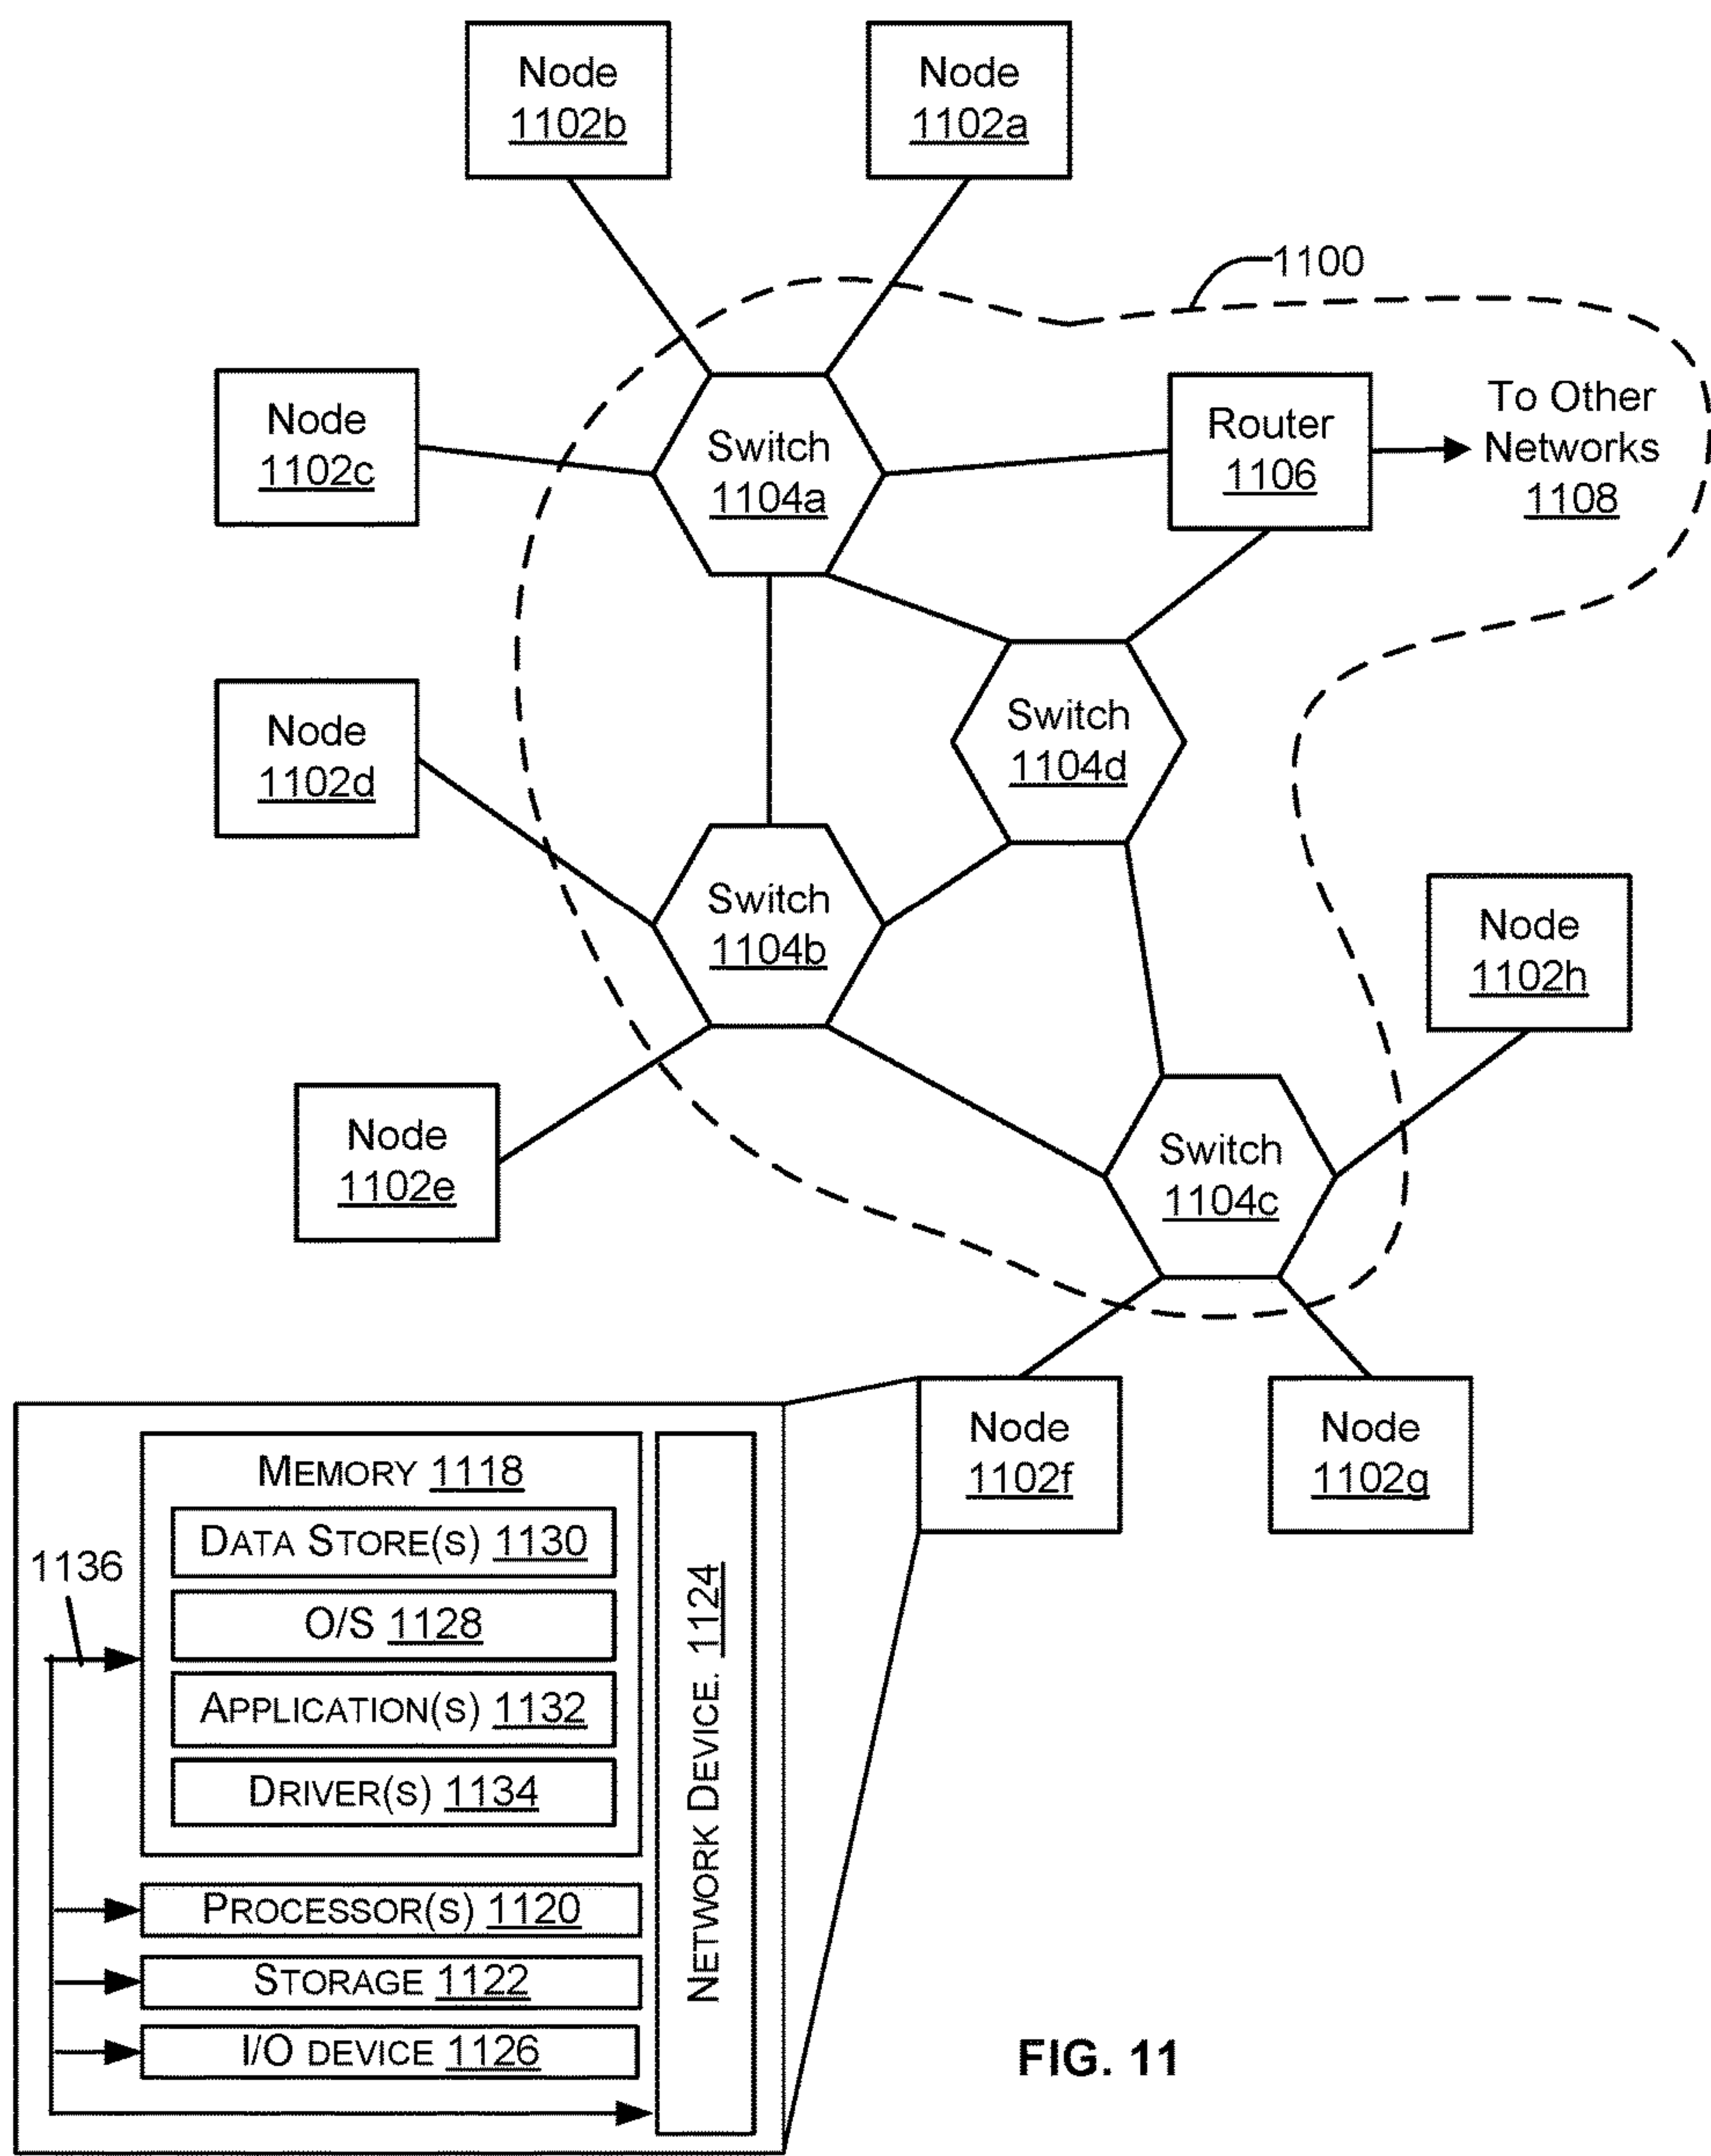 Node
1102b
Node
1102a
1100
Node
1102c
Switch
1104a
Router
1106
To Other
Networks
1108
Node
1102d
Switch
1104d
Switch
1104b
Node
1102h
Node
1102e
Switch
1104c
Node
1102f
Node
1102g
MEMORY 1118
DATA STORE(S) 1130
1136
O/S 1128
APPLICATION(S) 1132
DRIVER(S) 1134
PROCESSOR(S) 1120
STORAGE 1122
I/O DEVICE 1126
NETWORK DEVICE. 1124
FIG. 11